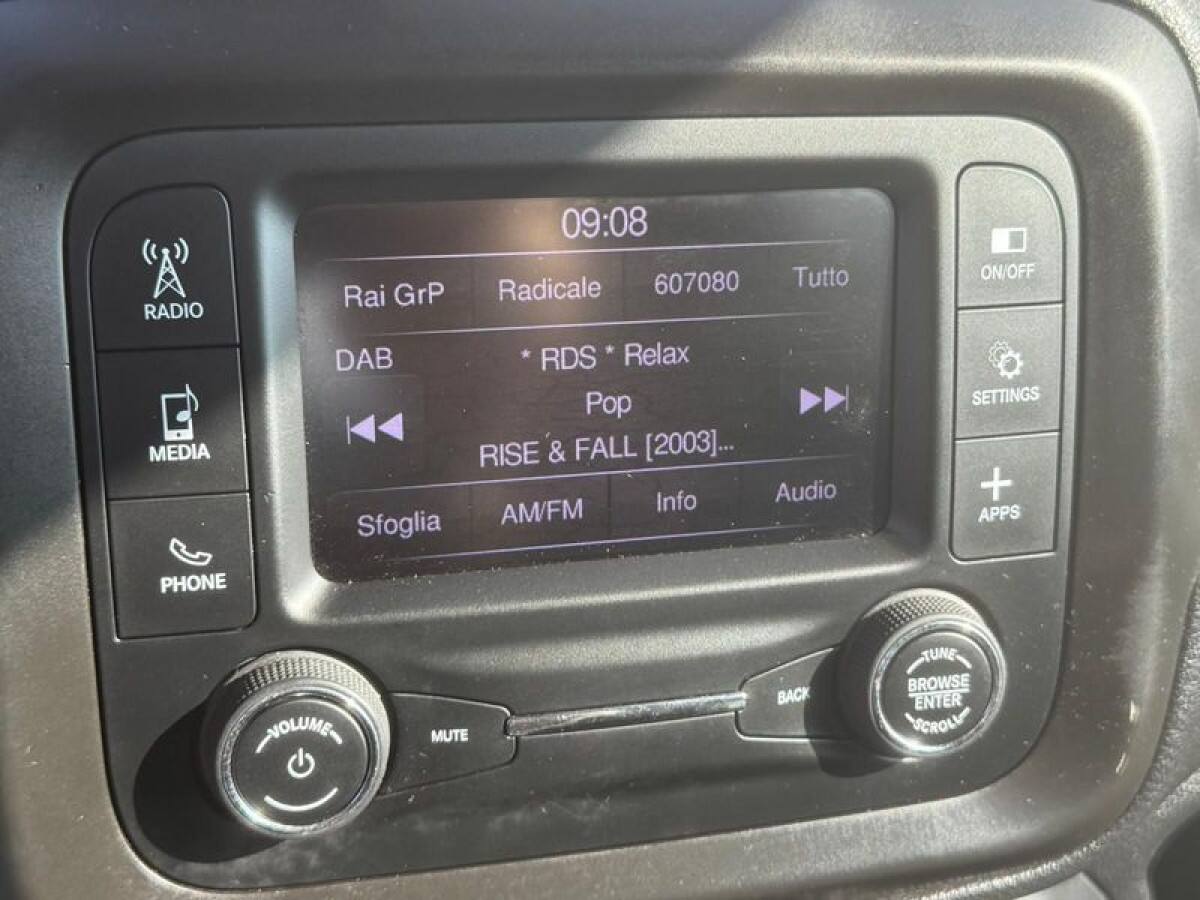 09:08
Rai GrP Radicale 607080 Tutto
DAB * RDS * Relax
Pop
RISE & FALL [2003]...
Sfoglia AM/FM Info Audio
RADIO
MEDIA
PHONE
ON/OFF
SETTINGS
APPS
VOLUME
MUTE
BACK
TUNE
BROWSE
ENTER
SCROLL